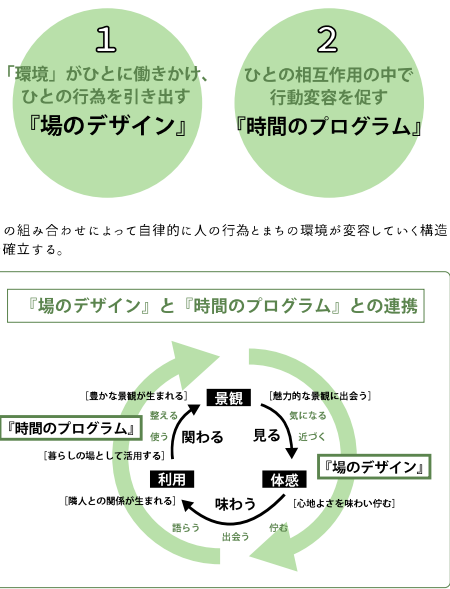 1
「環境」がひとに働きかけ、
ひとの行為を引き出す
『場のデザイン』
2
ひとの相互作用の中で
行動変容を促す
『時間のプログラム』
の組み合わせによって自律的に人の行為とまちの環境が変容していく構造
確立する。
『場のデザイン』と『時間のプログラム』との連携
[豊かな景観が生まれる]
景観
[魅力的な景観に出会う]
整える
気になる
『時間のプログラム』
使う
関わる
見る
近づく
[暮らしの場として活用する]
『場のデザイン』
利用
体感
[隣人との関係が生まれる]
味わう
[心地よさを味わい佇む]
語らう
出会う
佇む